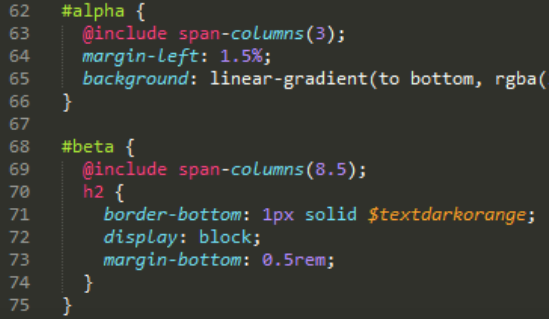 62 #alpha {
63 @include span-columns(3);
64 margin-left: 1.5%;
65 background: linear-gradient(to bottom, rgba(
66 }
67
68 #beta {
69 @include span-columns(8.5);
70 h2 {
71 border-bottom: 1px solid $textdarkorange;
72 display: block;
73 margin-bottom: 0.5rem;
74 }
75 }